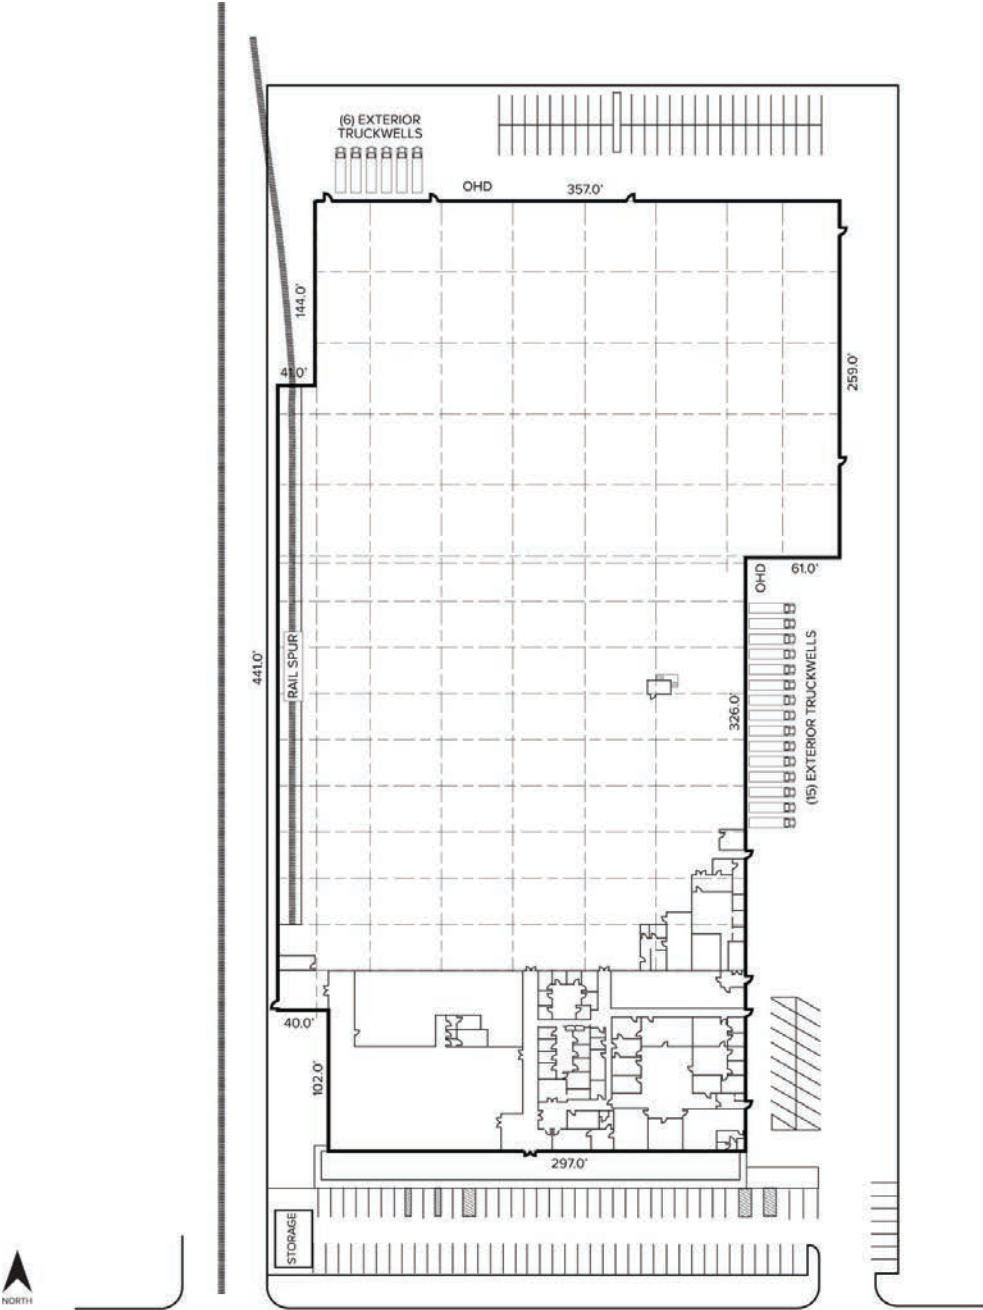 (6) EXTERIOR
TRUCKWELLS
OHD
357.0'
144.0'
41.0'
259.0'
OHD
61.0'
441.0'
RAIL SPUR
326.0'
(15) EXTERIOR TRUCKWELLS
40.0'
102.0'
297.0'
STORAGE
NORTH